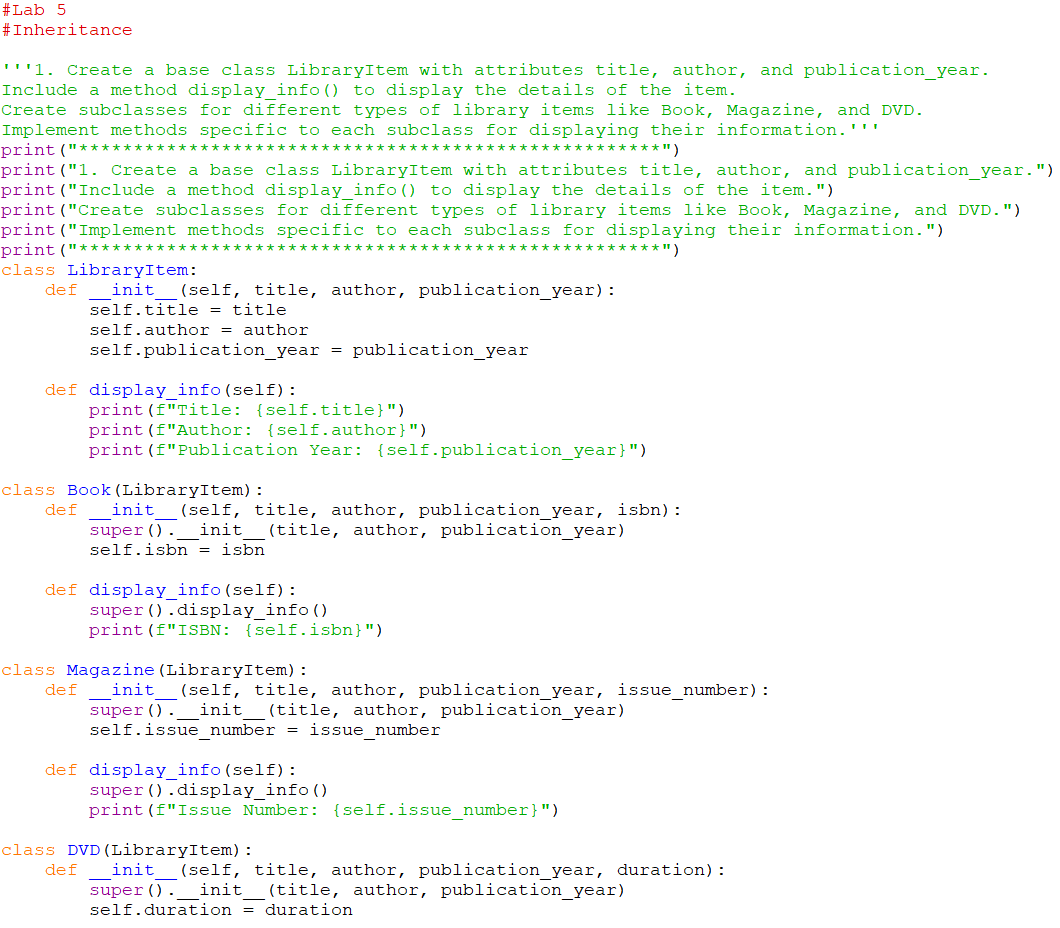 #Lab 5
#Inheritance

'''1. Create a base class LibraryItem with attributes title, author, and publication_year.
Include a method display_info() to display the details of the item.
Create subclasses for different types of library items like Book, Magazine, and DVD.
Implement methods specific to each subclass for displaying their information.'''
print("*****************************************************")
print("1. Create a base class LibraryItem with attributes title, author, and publication_year.")
print("Include a method display_info() to display the details of the item.")
print("Create subclasses for different types of library items like Book, Magazine, and DVD.")
print("Implement methods specific to each subclass for displaying their information.")
print("*****************************************************")
class LibraryItem:
    def __init__(self, title, author, publication_year):
        self.title = title
        self.author = author
        self.publication_year = publication_year

    def display_info(self):
        print(f"Title: {self.title}")
        print(f"Author: {self.author}")
        print(f"Publication Year: {self.publication_year}")

class Book(LibraryItem):
    def __init__(self, title, author, publication_year, isbn):
        super().__init__(title, author, publication_year)
        self.isbn = isbn

    def display_info(self):
        super().display_info()
        print(f"ISBN: {self.isbn}")

class Magazine(LibraryItem):
    def __init__(self, title, author, publication_year, issue_number):
        super().__init__(title, author, publication_year)
        self.issue_number = issue_number

    def display_info(self):
        super().display_info()
        print(f"Issue Number: {self.issue_number}")

class DVD(LibraryItem):
    def __init__(self, title, author, publication_year, duration):
        super().__init__(title, author, publication_year)
        self.duration = duration